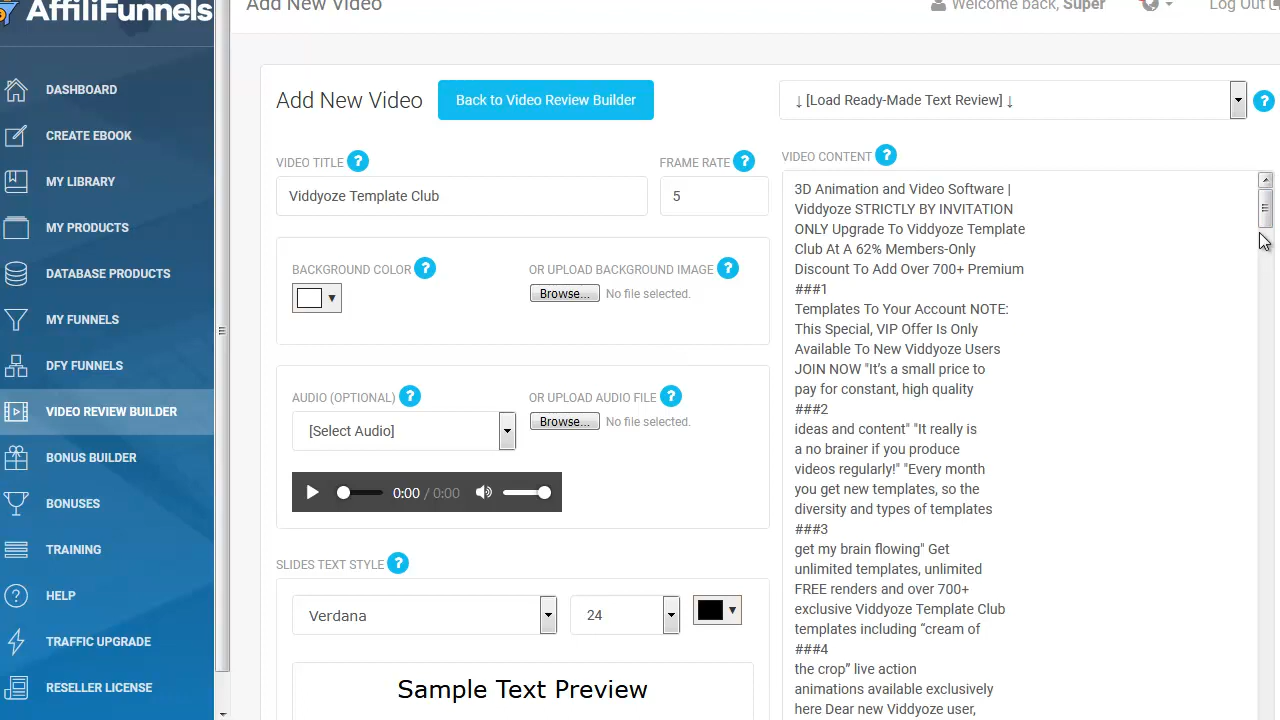 AffiliFunnels
Add New Video
Welcome back, Super
Log Out
DASHBOARD
CREATE EBOOK
MY LIBRARY
MY PRODUCTS
DATABASE PRODUCTS
MY FUNNELS
DFY FUNNELS
VIDEO REVIEW BUILDER
BONUS BUILDER
BONUSES
TRAINING
HELP
TRAFFIC UPGRADE
RESELLER LICENSE
Add New Video
Back to Video Review Builder
↓ [Load Ready-Made Text Review] ↓
?
VIDEO TITLE ?
FRAME RATE ?
Viddyoze Template Club
5
BACKGROUND COLOR ?
OR UPLOAD BACKGROUND IMAGE ?
Browse... No file selected.
AUDIO (OPTIONAL) ?
OR UPLOAD AUDIO FILE ?
[Select Audio]
Browse... No file selected.
0:00 / 0:00
SLIDES TEXT STYLE ?
Verdana
24
Sample Text Preview
VIDEO CONTENT ?
3D Animation and Video Software |
Viddyoze STRICTLY BY INVITATION
ONLY Upgrade To Viddyoze Template
Club At A 62% Members-Only
Discount To Add Over 700+ Premium
###1
Templates To Your Account NOTE:
This Special, VIP Offer Is Only
Available To New Viddyoze Users
JOIN NOW "It's a small price to
pay for constant, high quality
###2
ideas and content" "It really is
a no brainer if you produce
videos regularly!" "Every month
you get new templates, so the
diversity and types of templates
###3
get my brain flowing" Get
unlimited templates, unlimited
FREE renders and over 700+
exclusive Viddyoze Template Club
templates including “cream of
###4
the crop” live action
animations available exclusively
here Dear new Viddyoze user,